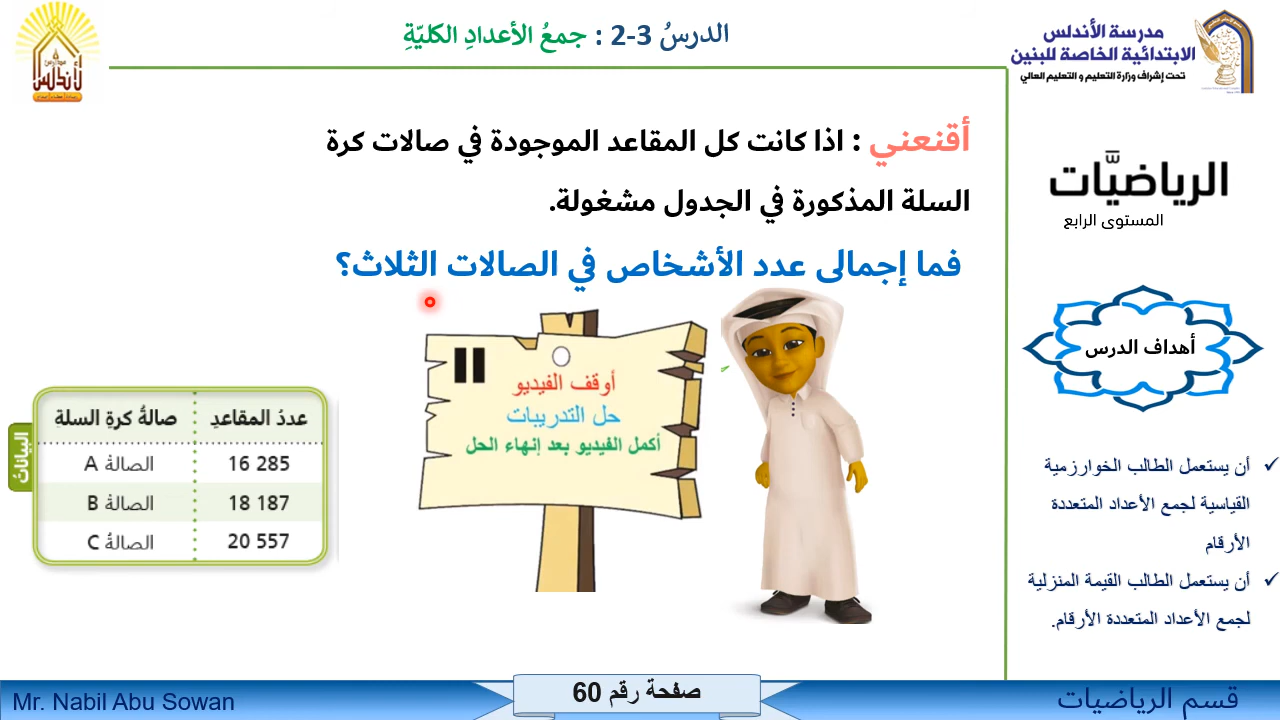 مدرسة الأندلس
الابتدائية الخاصة للبنين
تحت إشراف وزارة التعليم و التعليم العالي
الدرسُ 3-2 : جمعُ الأعدادِ الكليّةِ
أقنعني : اذا كانت كل المقاعد الموجودة في صالات كرة
السلة المذكورة في الجدول مشغولة.
فما إجمالى عدد الأشخاص في الصالات الثلاث؟
الرياضيَّات
المستوى الرابع
أهداف الدرس
أن يستعمل الطالب الخوارزمية
القياسية لجمع الأعداد المتعددة
الأرقام
أن يستعمل الطالب القيمة المنزلية
لجمع الأعداد المتعددة الأرقام.
أوقف الفيديو
حل التدريبات
أكمل الفيديو بعد إنهاء الحل
البيانات
عددُ المقاعدِ صالةُ كرةِ السلة
16 285 الصالةُ A
18 187 الصالةُ B
20 557 الصالةُ C
قسم الرياضيات
صفحة رقم 60
Mr. Nabil Abu Sowan